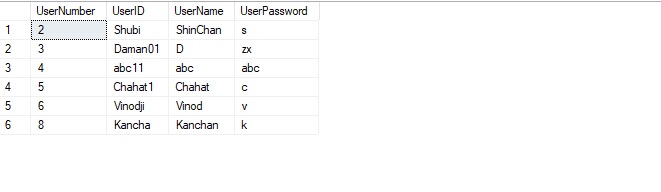 UserNumber UserID UserName UserPassword
1 2 Shubi ShinChan s
2 3 Daman01 D zx
3 4 abc11 abc abc
4 5 Chahat1 Chahat c
5 6 Vinodji Vinod v
6 8 Kancha Kanchan k